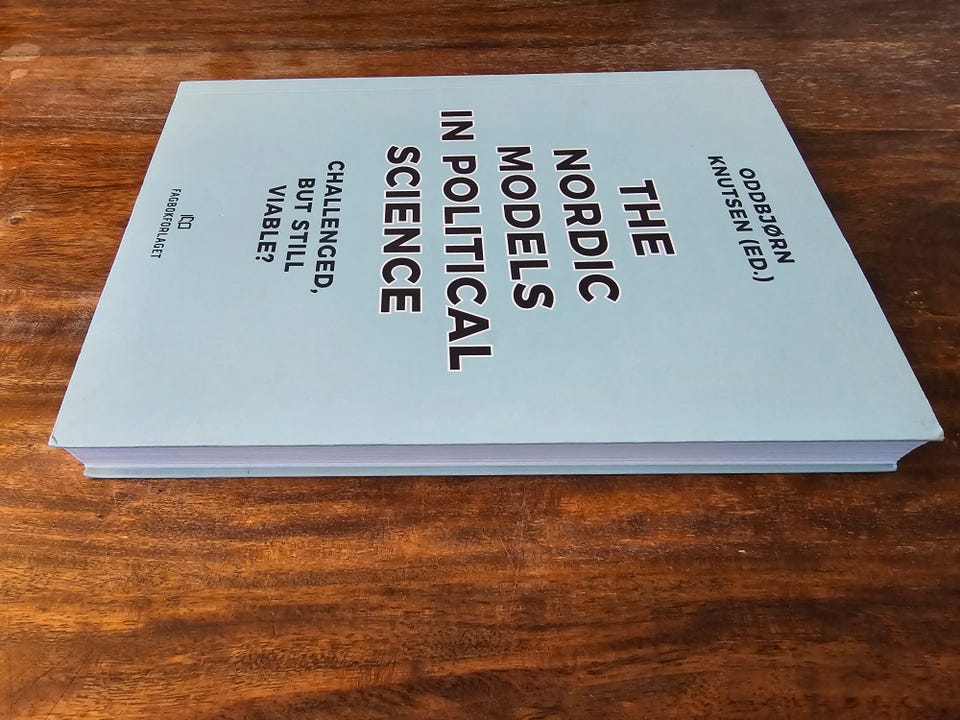 ODDBJØRN
KNUTSEN (ED.)
THE
NORDIC
MODELS
IN POLITICAL
SCIENCE
CHALLENGED,
BUT STILL
VIABLE?
FAGBOKFORLAGET